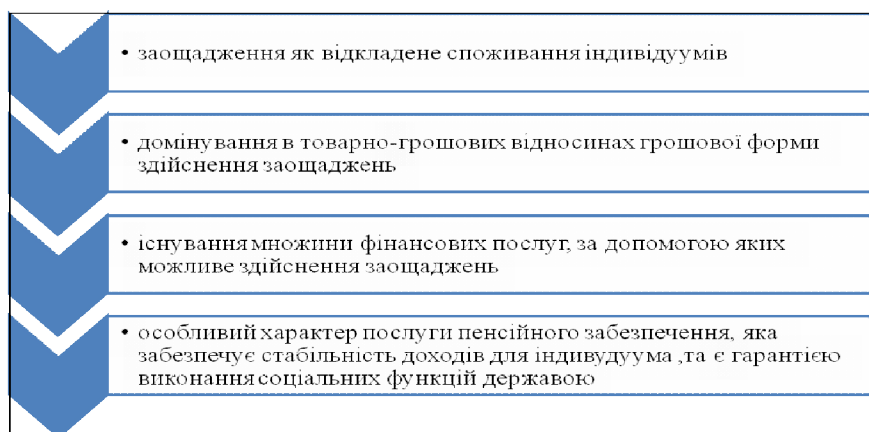 • заощадження як відкладене споживання індивідуумів
• домінування в товарно-грошових відносинах грошової форми
здійснення заощаджень
• існування множини фінансових послуг, за допомогою яких
можливе здійснення заощаджень
• особливий характер послуги пенсійного забезпечення, яка
забезпечує стабільність доходів для індивудуума ,та є гарантією
виконання соціальних функцій державою